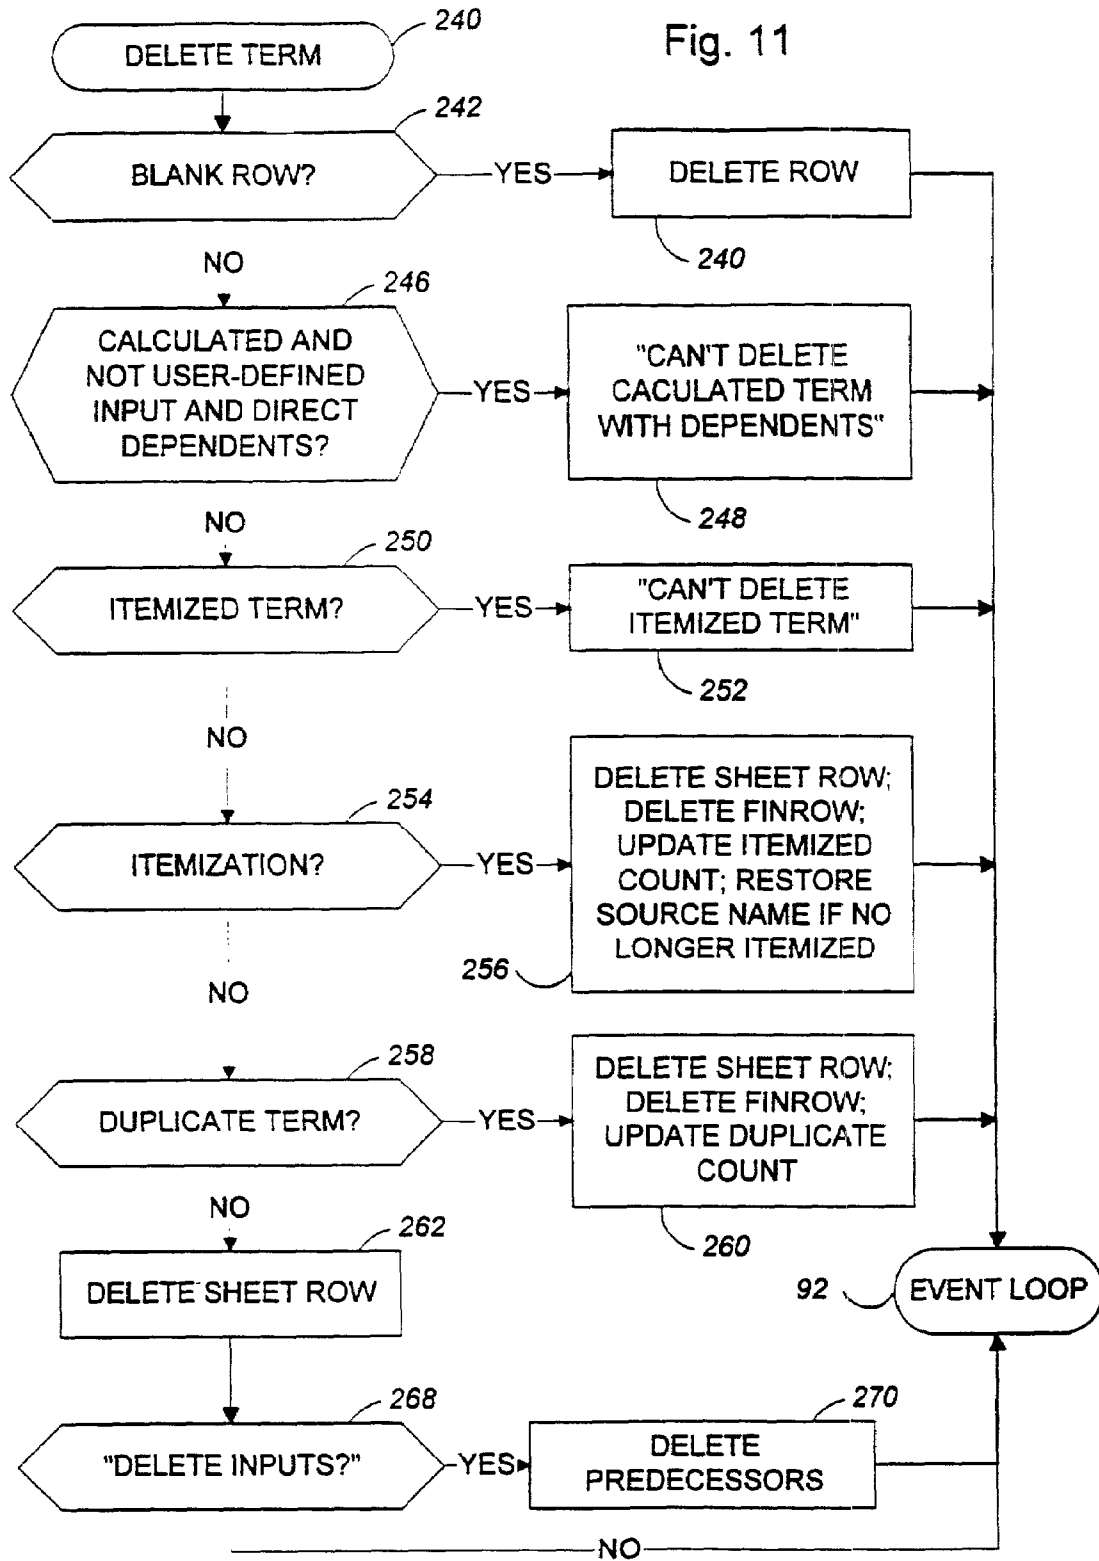 240
Fig. 11
DELETE TERM
242
BLANK ROW?
YES
DELETE ROW
240
NO
246
CALCULATED AND
NOT USER-DEFINED
INPUT AND DIRECT
DEPENDENTS?
YES
"CAN'T DELETE
CACULATED TERM
WITH DEPENDENTS"
248
NO
250
ITEMIZED TERM?
YES
"CAN'T DELETE
ITEMIZED TERM"
252
NO
254
ITEMIZATION?
YES
DELETE SHEET ROW;
DELETE FINROW;
UPDATE ITEMIZED
COUNT; RESTORE
SOURCE NAME IF NO
LONGER ITEMIZED
256
NO
258
DUPLICATE TERM?
YES
DELETE SHEET ROW;
DELETE FINROW;
UPDATE DUPLICATE
COUNT
260
NO
262
DELETE SHEET ROW
92
EVENT LOOP
268
"DELETE INPUTS?"
YES
270
DELETE
PREDECESSORS
NO